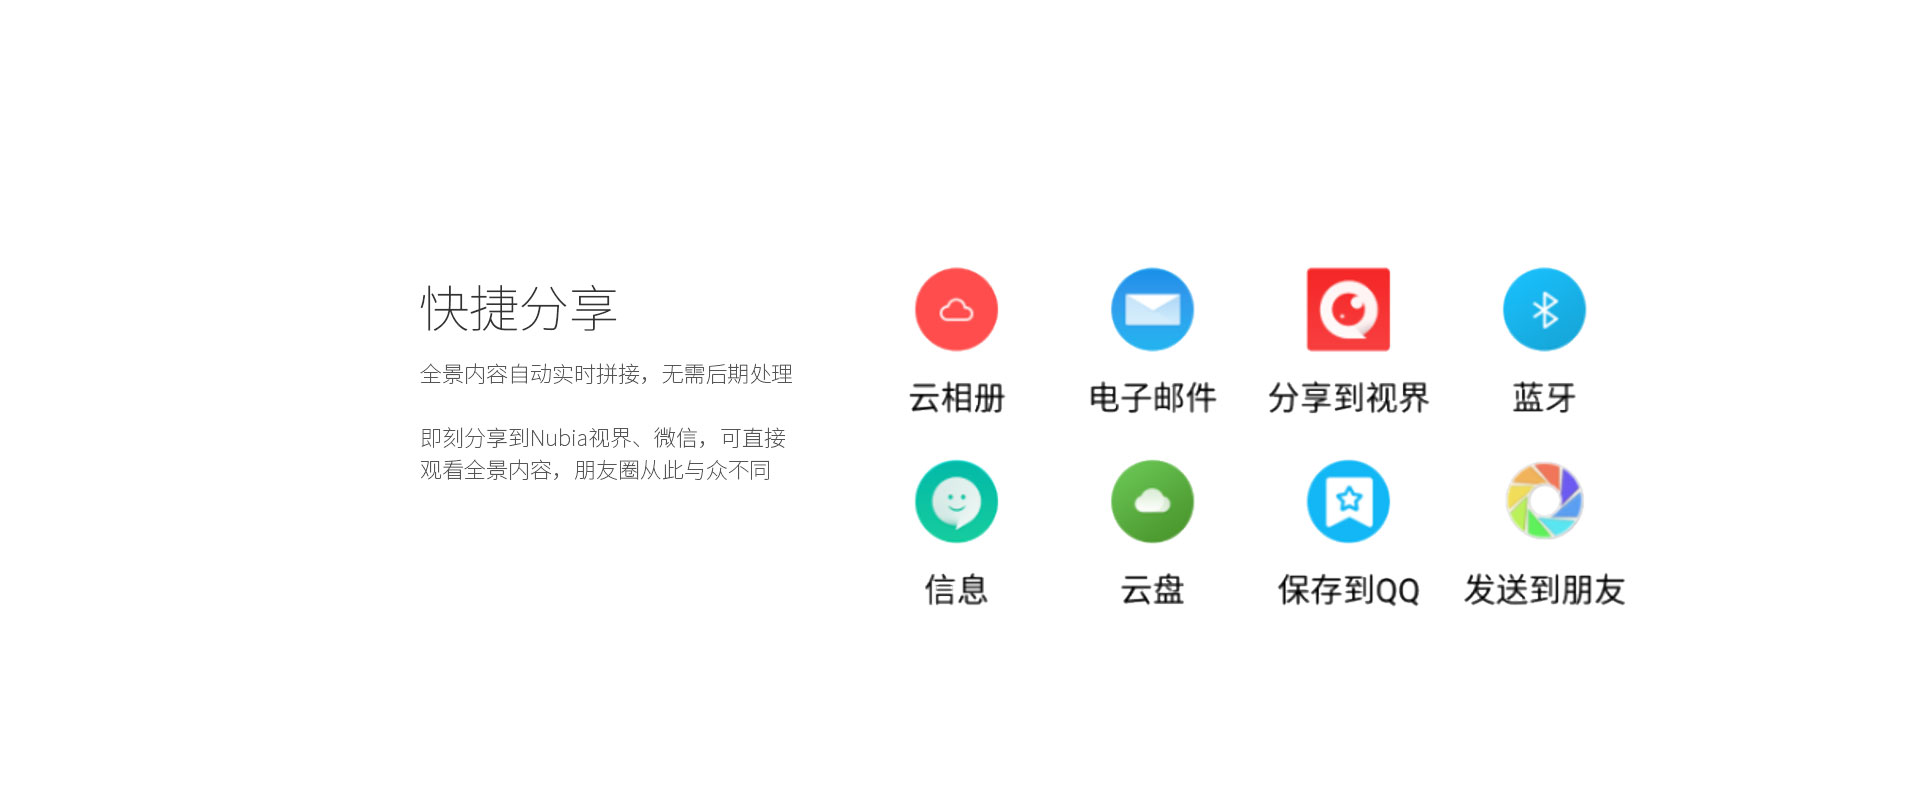 快捷分享
全景内容自动实时拼接，无需后期处理
即刻分享到Nubia视界、微信，可直接
观看全景内容，朋友圈从此与众不同
云相册
电子邮件
分享到视界
蓝牙
信息
云盘
保存到QQ
发送到朋友